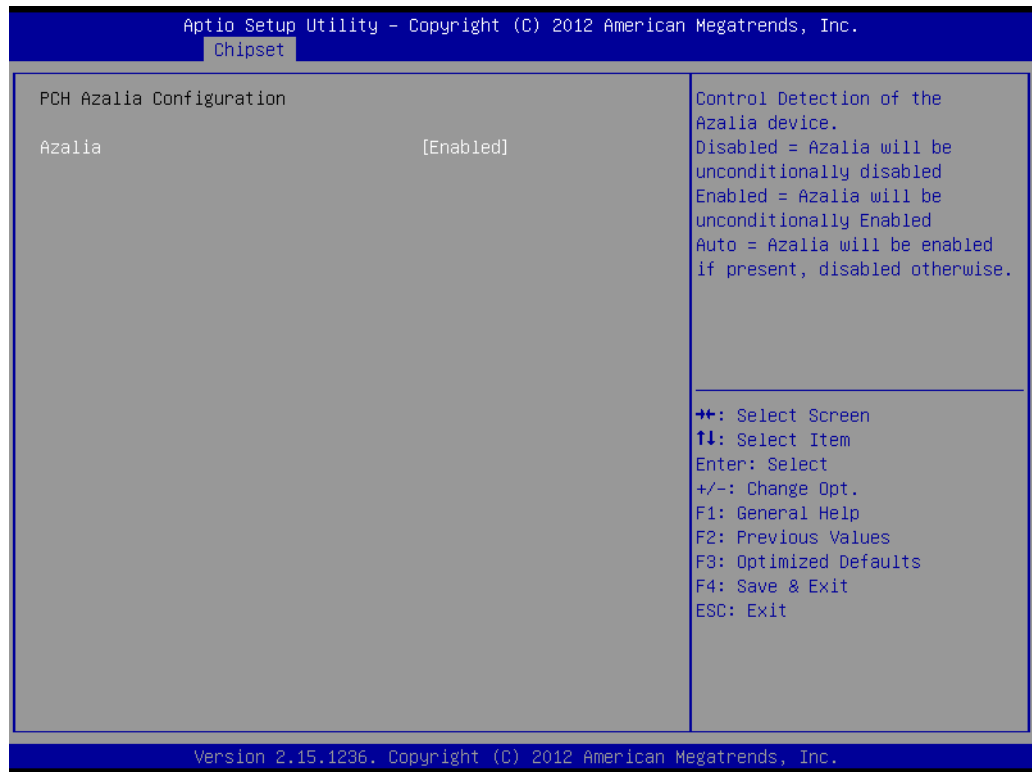 Aptio Setup Utility – Copyright (C) 2012 American Megatrends, Inc.
Chipset
PCH Azalia Configuration
Azalia [Enabled]
Control Detection of the
Azalia device.
Disabled = Azalia will be
unconditionally disabled
Enabled = Azalia will be
unconditionally Enabled
Auto = Azalia will be enabled
if present, disabled otherwise.
→←: Select Screen
↑↓: Select Item
Enter: Select
+/-: Change Opt.
F1: General Help
F2: Previous Values
F3: Optimized Defaults
F4: Save & Exit
ESC: Exit
Version 2.15.1236. Copyright (C) 2012 American Megatrends, Inc.